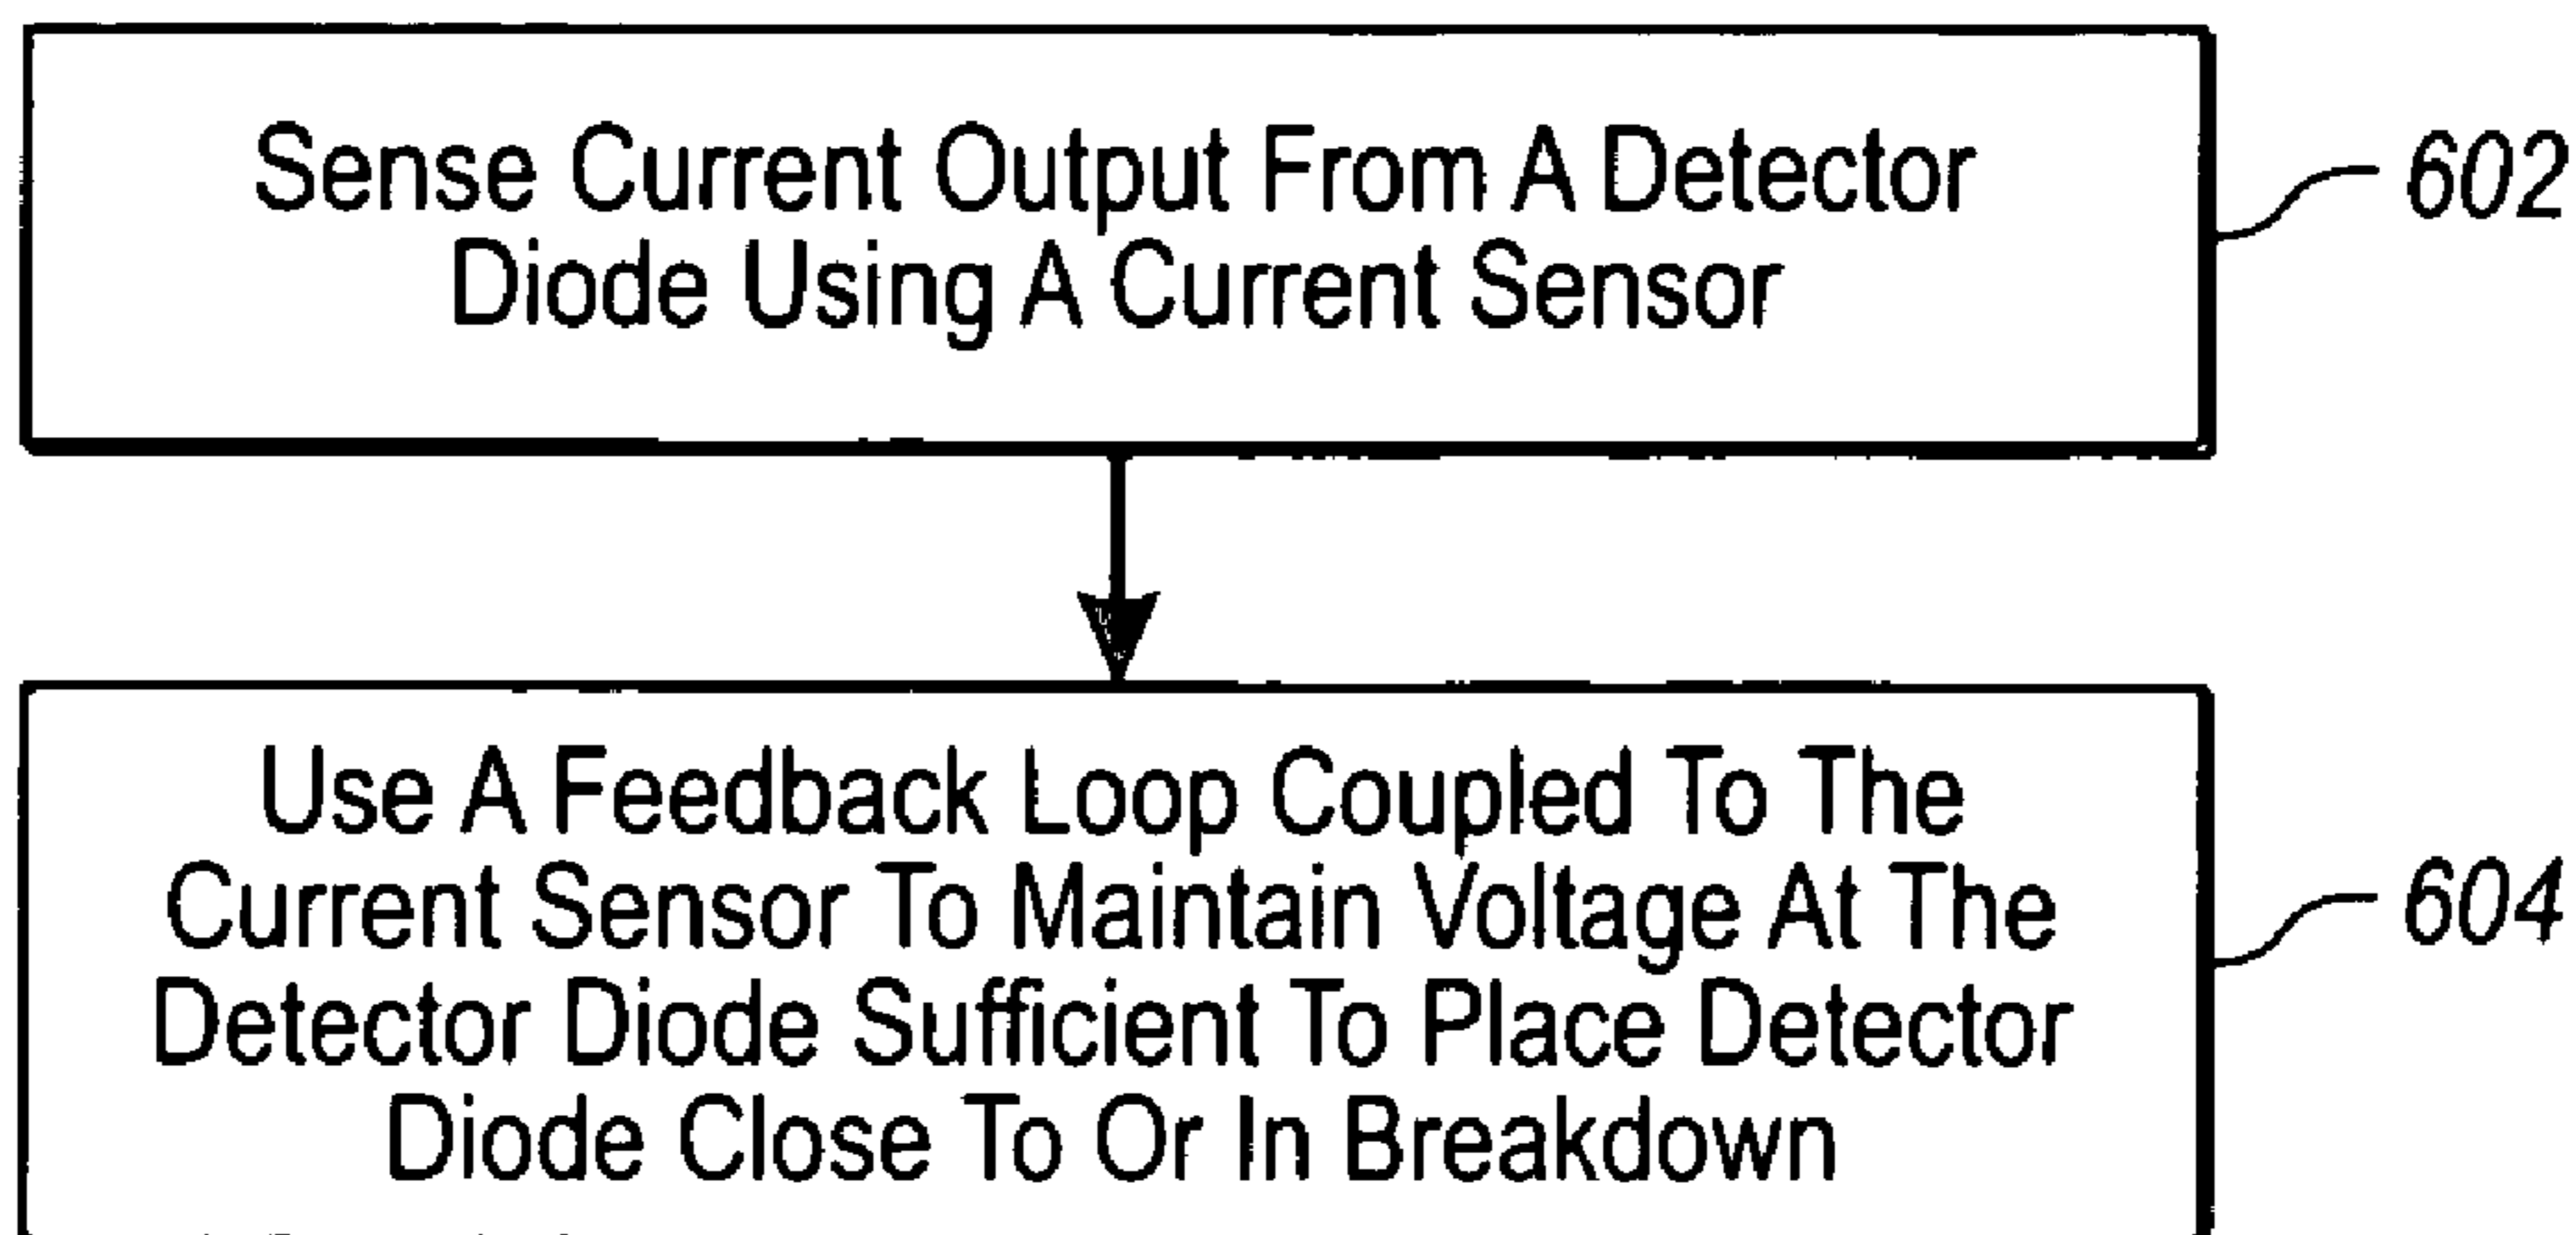 Sense Current Output From A Detector
Diode Using A Current Sensor
602
Use A Feedback Loop Coupled To The
Current Sensor To Maintain Voltage At The
Detector Diode Sufficient To Place Detector
Diode Close To Or In Breakdown
604